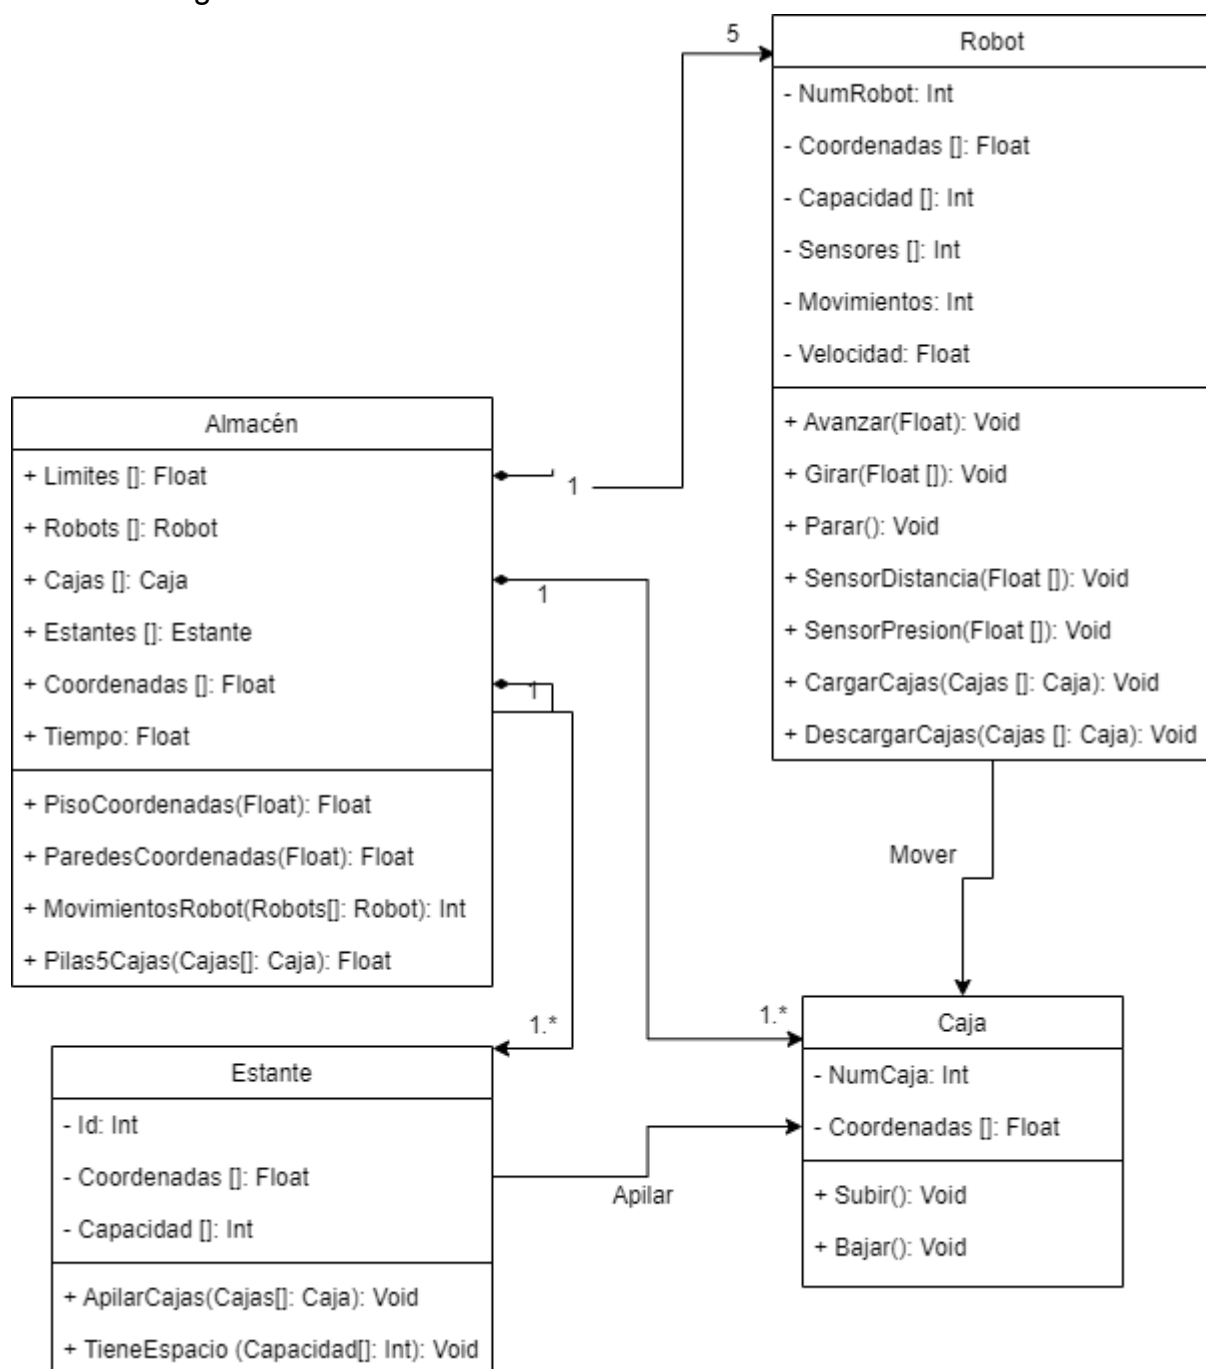 5
Robot
- NumRobot: Int
- Coordenadas []: Float
- Capacidad []: Int
- Sensores []: Int
- Movimientos: Int
- Velocidad: Float
+ Avanzar(Float): Void
+ Girar(Float []): Void
+ Parar(): Void
+ SensorDistancia(Float []): Void
+ SensorPresion(Float []): Void
+ CargarCajas(Cajas []: Caja): Void
+ DescargarCajas(Cajas []: Caja): Void
Almacén
+ Limites []: Float
+ Robots []: Robot
+ Cajas []: Caja
+ Estantes []: Estante
+ Coordenadas []: Float
+ Tiempo: Float
+ PisoCoordenadas(Float): Float
+ ParedesCoordenadas(Float): Float
+ MovimientosRobot(Robots[]: Robot): Int
+ Pilas5Cajas(Cajas[]: Caja): Float
1
1
1
Mover
1.*
1.*
Caja
- NumCaja: Int
- Coordenadas []: Float
+ Subir(): Void
+ Bajar(): Void
Estante
- Id: Int
- Coordenadas []: Float
- Capacidad []: Int
+ ApilarCajas(Cajas[]: Caja): Void
+ TieneEspacio (Capacidad[]: Int): Void
Apilar